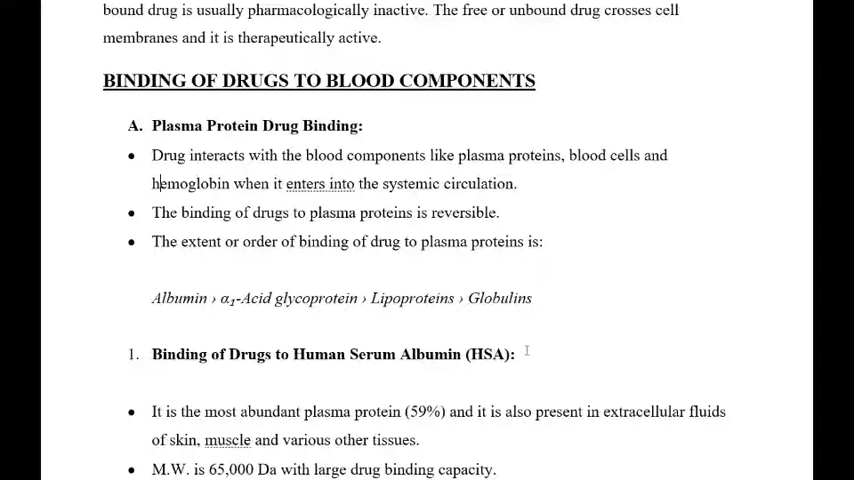 bound drug is usually pharmacologically inactive. The free or unbound drug crosses cell
membranes and it is therapeutically active.
BINDING OF DRUGS TO BLOOD COMPONENTS
A. Plasma Protein Drug Binding:
• Drug interacts with the blood components like plasma proteins, blood cells and
hemoglobin when it enters into the systemic circulation.
• The binding of drugs to plasma proteins is reversible.
• The extent or order of binding of drug to plasma proteins is:
Albumin › α₁-Acid glycoprotein › Lipoproteins › Globulins
1. Binding of Drugs to Human Serum Albumin (HSA):
• It is the most abundant plasma protein (59%) and it is also present in extracellular fluids
of skin, muscle and various other tissues.
• M.W. is 65,000 Da with large drug binding capacity.